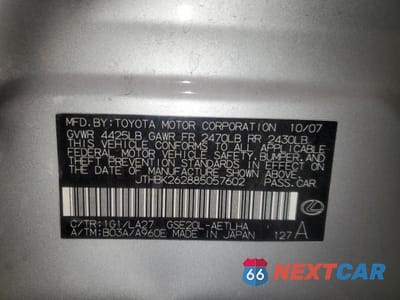 MFD.BY:TOYOTA MOTOR CORPORATION 10/07
GVWR 4425LB GAWR FR 2470LB RR 2430LB
THIS VEHICLE CONFORMS TO ALL APPLICABLE
FEDERAL MOTOR VEHICLE SAFETY, BUMPER, AND
THEFT PREVENTION STANDARDS IN EFFECT ON
THE DATE OF MANUFACTURE SHOWN ABOVE.
JTHBK262885057602 PASS.CAR
C/TR:1G1/LA27 GSE20L-AETLHA
A/TM:B03A/A960E MADE IN JAPAN 127 A
66 NEXTCAR